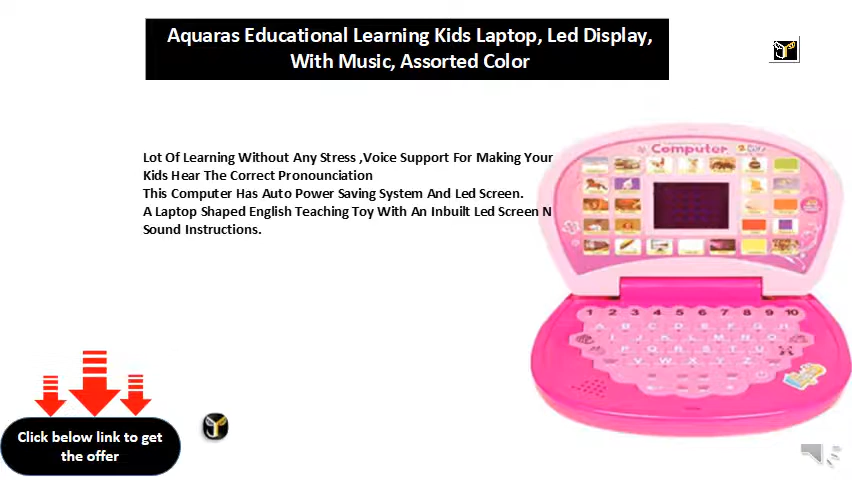 Aquaras Educational Learning Kids Laptop, Led Display,
With Music, Assorted Color
Lot Of Learning Without Any Stress ,Voice Support For Making Your
Kids Hear The Correct Pronounciation
This Computer Has Auto Power Saving System And Led Screen.
A Laptop Shaped English Teaching Toy With An Inbuilt Led Screen N
Sound Instructions.
Computer
1 2 3 4 5 6 7 8 9 10
A B C D E F G H
I J K L M N O
P Q R S T U
V W X Y Z
Click below link to get
the offer